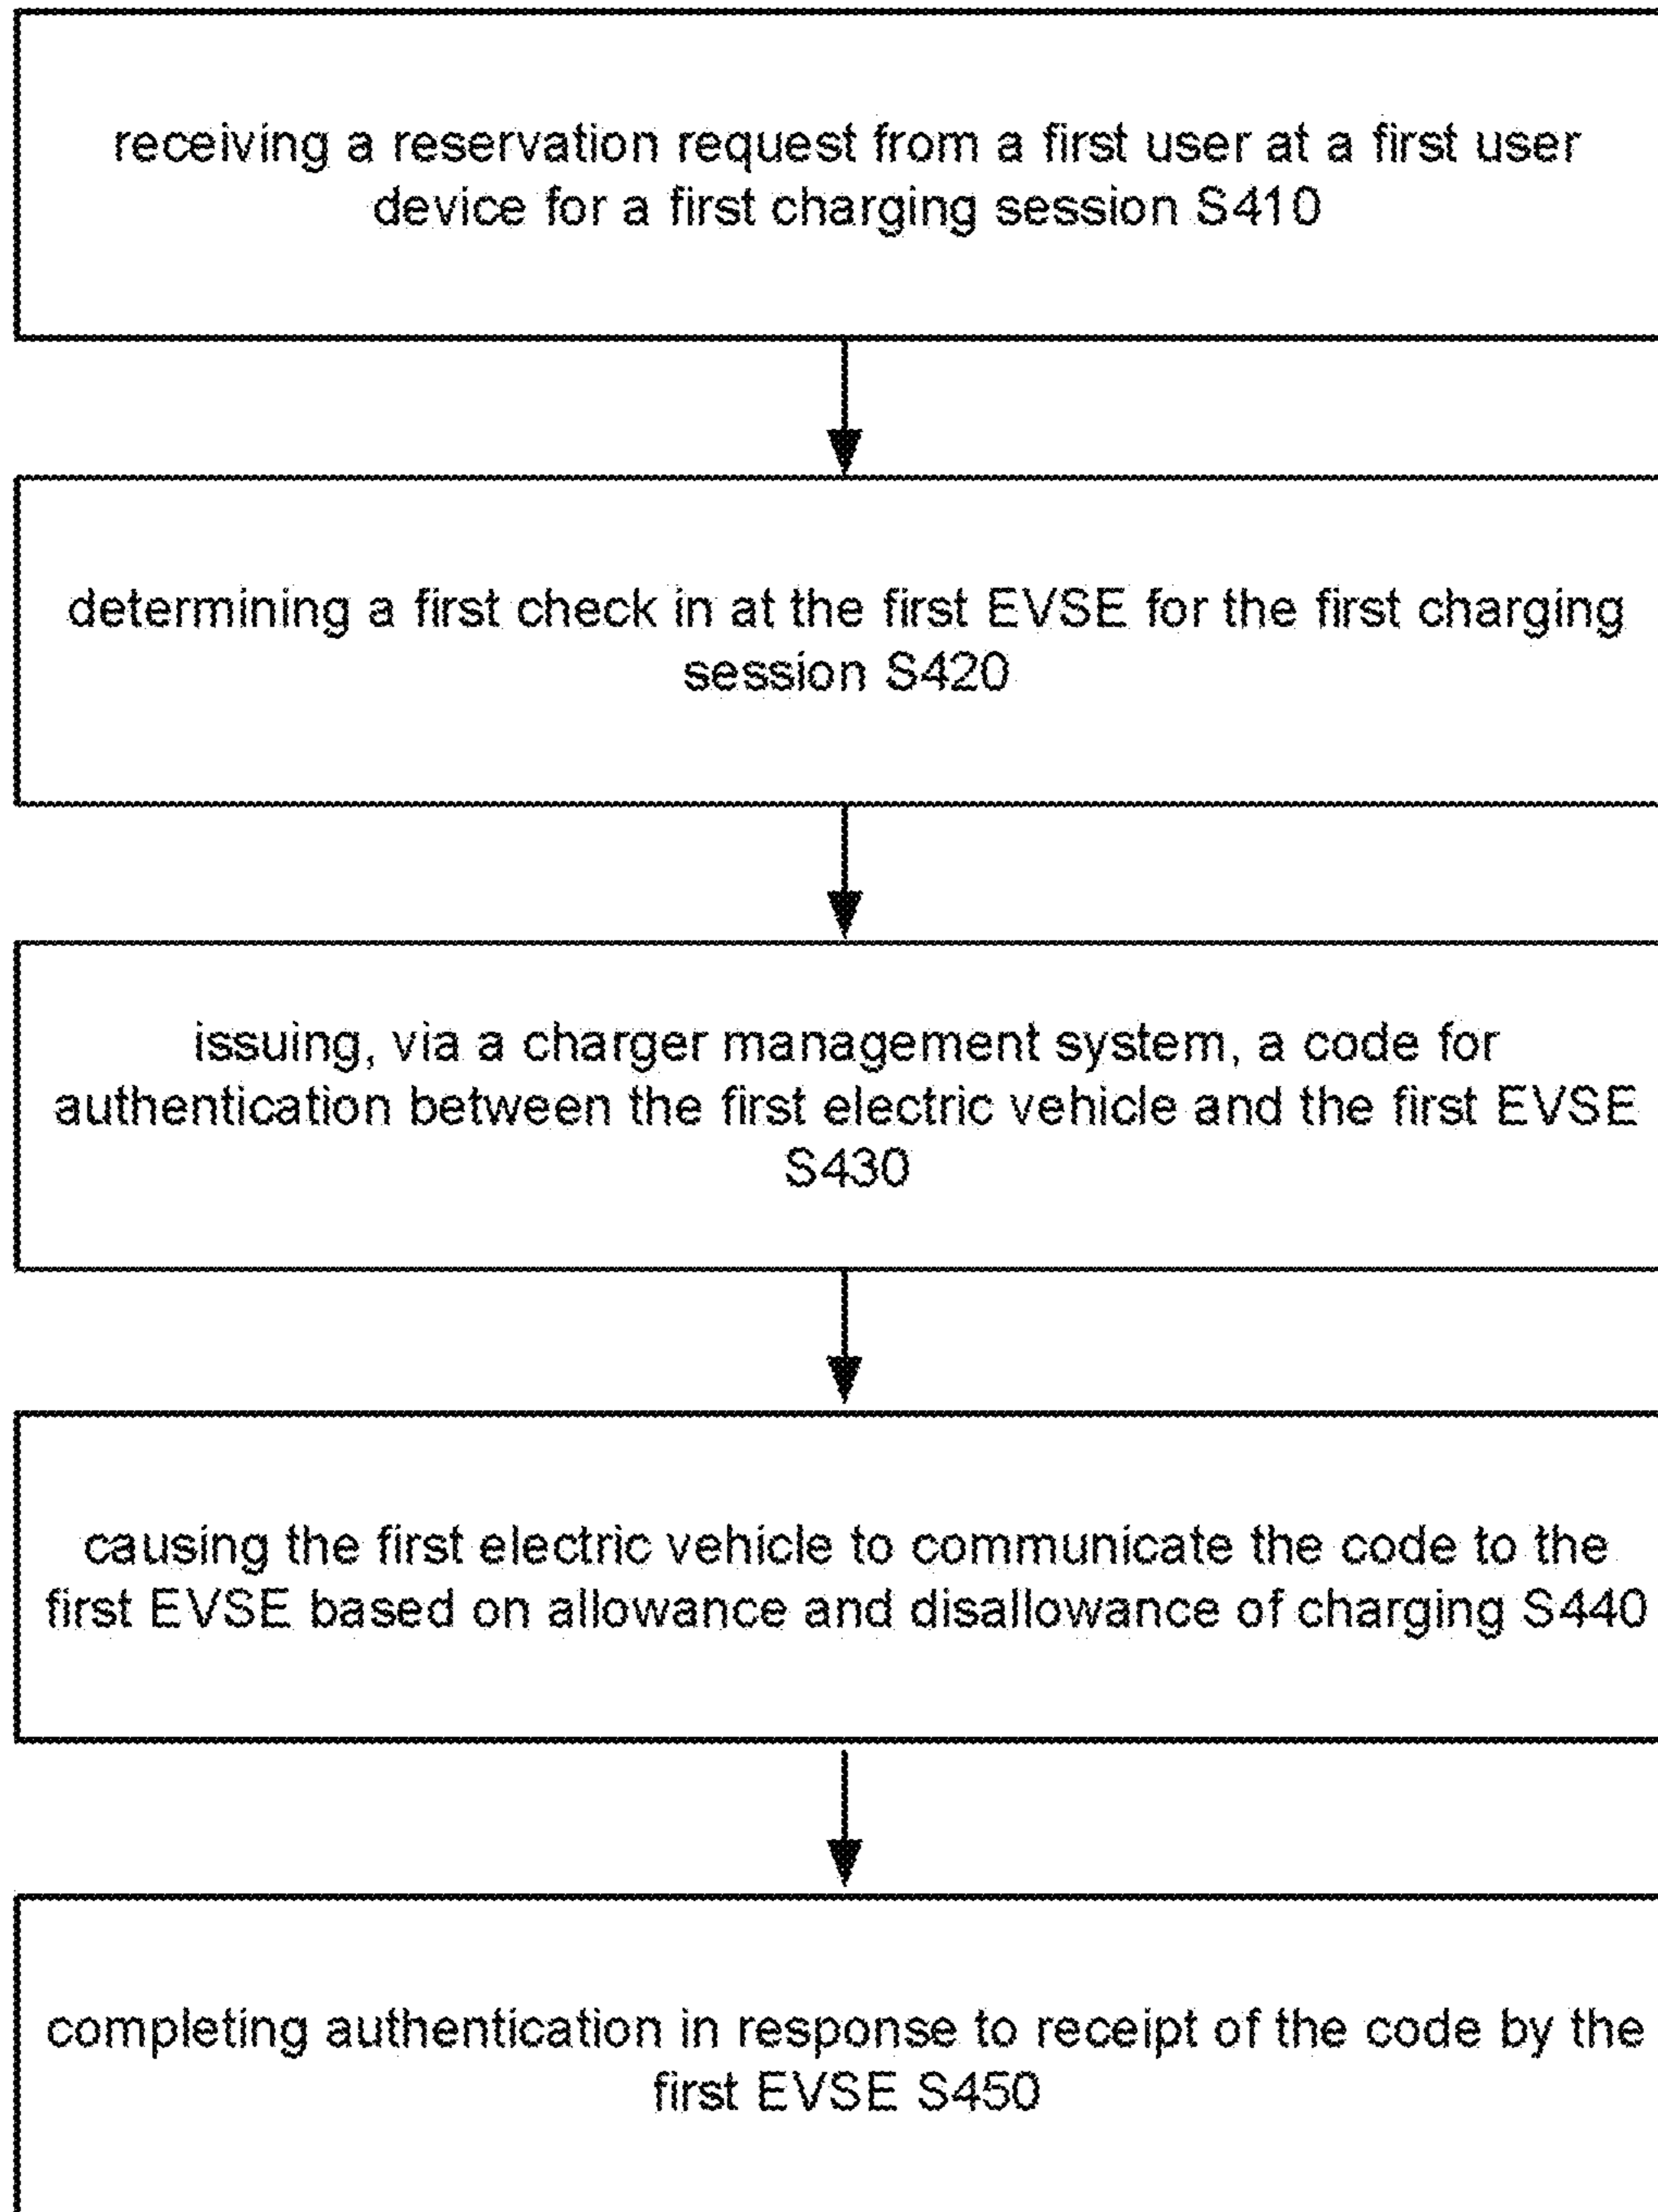 receiving a reservation request from a first user at a first user
device for a first charging session S410
determining a first check in at the first EVSE for the first charging
session S420
issuing, via a charger management system, a code for
authentication between the first electric vehicle and the first EVSE
S430
causing the first electric vehicle to communicate the code to the
first EVSE based on allowance and disallowance of charging S440
completing authentication in response to receipt of the code by the
first EVSE S450